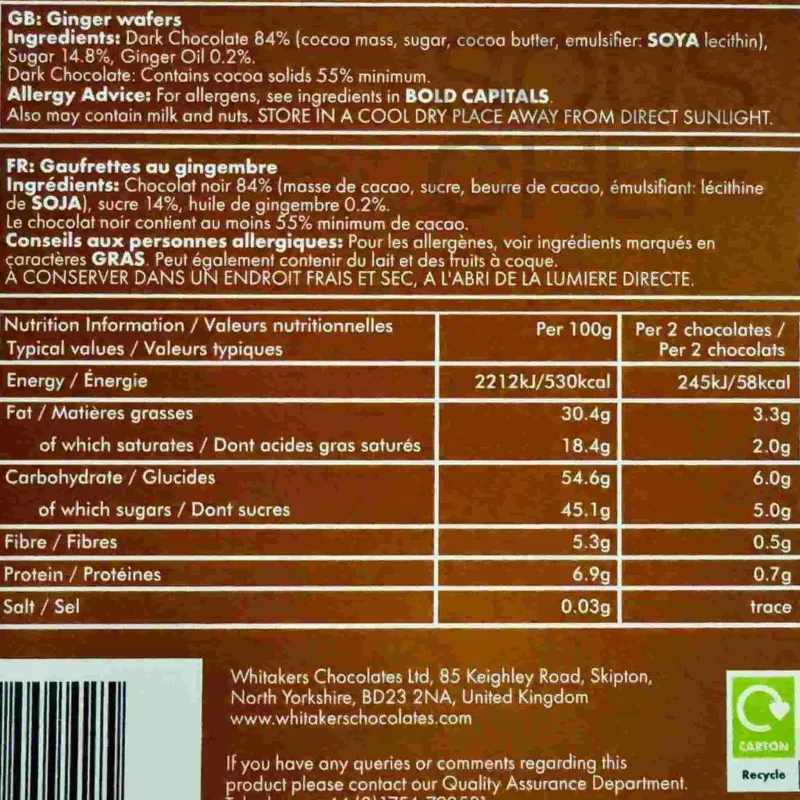 GB: Ginger wafers
Ingredients: Dark Chocolate 84% (cocoa mass, sugar, cocoa butter, emulsifier: SOYA lecithin),
Sugar 14.8%, Ginger Oil 0.2%.
Dark Chocolate: Contains cocoa solids 55% minimum.
Allergy Advice: For allergens, see ingredients in BOLD CAPITALS.
Also may contain milk and nuts. STORE IN A COOL DRY PLACE AWAY FROM DIRECT SUNLIGHT.
FR: Gaufrettes au gingembre
Ingrédients: Chocolat noir 84% (masse de cacao, sucre, beurre de cacao, émulsifiant: lécithine
de SOJA), sucre 14%, huile de gingembre 0.2%.
Le chocolat noir contient au moins 55% minimum de cacao.
Conseils aux personnes allergiques: Pour les allergènes, voir ingrédients marqués en
caractères GRAS. Peut également contenir du lait et des fruits à coque.
À CONSERVER DANS UN ENDROIT FRAIS ET SEC, A L'ABRI DE LA LUMIERE DIRECTE.
Nutrition Information / Valeurs nutritionnelles
Typical values / Valeurs typiques
Per 100g
Per 2 chocolates /
Per 2 chocolats
Energy / Énergie 2212kJ/530kcal 245kJ/58kcal
Fat / Matières grasses 30.4g 3.3g
of which saturates / Dont acides gras saturés 18.4g 2.0g
Carbohydrate / Glucides 54.6g 6.0g
of which sugars / Dont sucres 45.1g 5.0g
Fibre / Fibres 5.3g 0.5g
Protein / Protéines 6.9g 0.7g
Salt / Sel 0.03g trace
Whitakers Chocolates Ltd, 85 Keighley Road, Skipton,
North Yorkshire, BD23 2NA, United Kingdom
www.whitakerschocolates.com
If you have any queries or comments regarding this
product please contact our Quality Assurance Department.
CARTON
Recycle